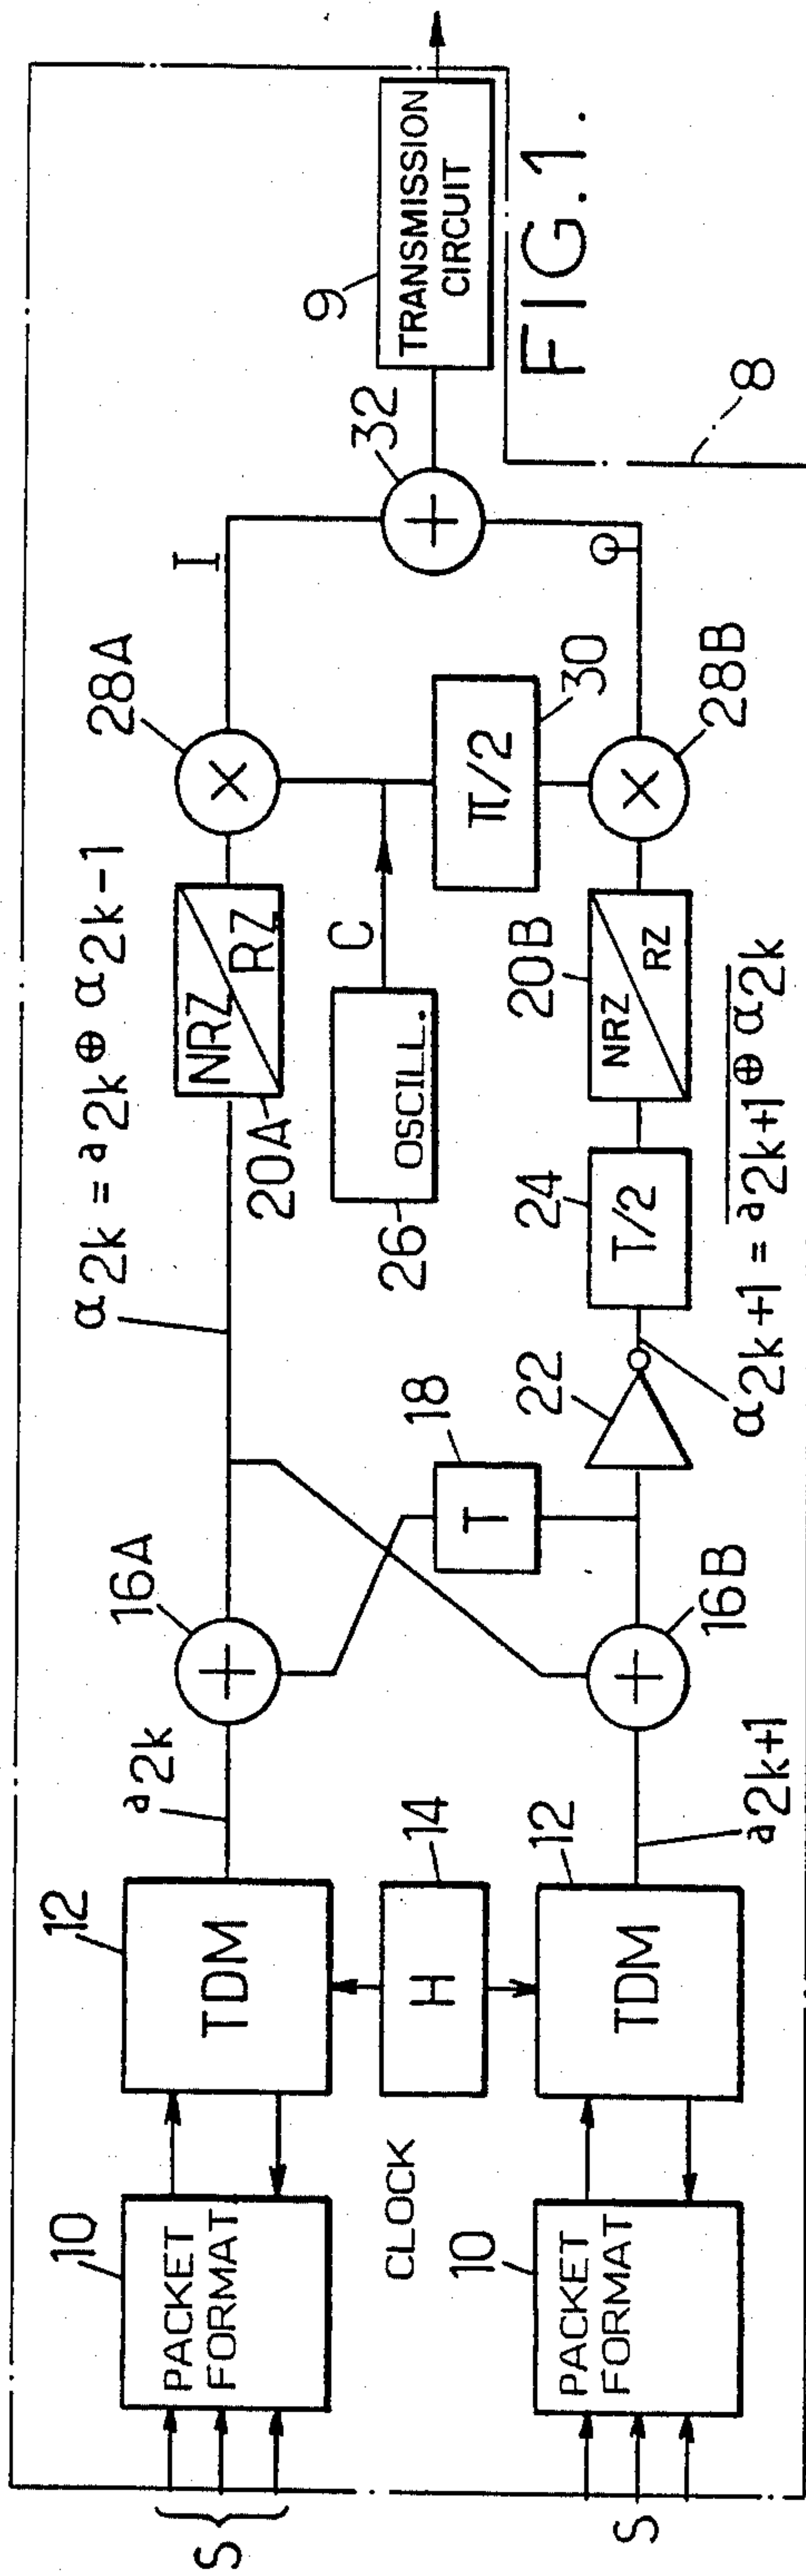 S
10
PACKET
FORMAT
12
TDM
a2k
16A
α2k = a2k ⊕ α2k-1
NRZ
RZ
20A
28A
×
I
CLOCK
H
14
+
T
18
OSCILL.
26
C
π/2
30
+
32
9
TRANSMISSION
CIRCUIT
S
10
PACKET
FORMAT
12
TDM
a2k+1
+
16B
22
T/2
24
α2k+1 = a2k+1 ⊕ α2k
NRZ
RZ
20B
×
28B
Q
8
FIG.1.